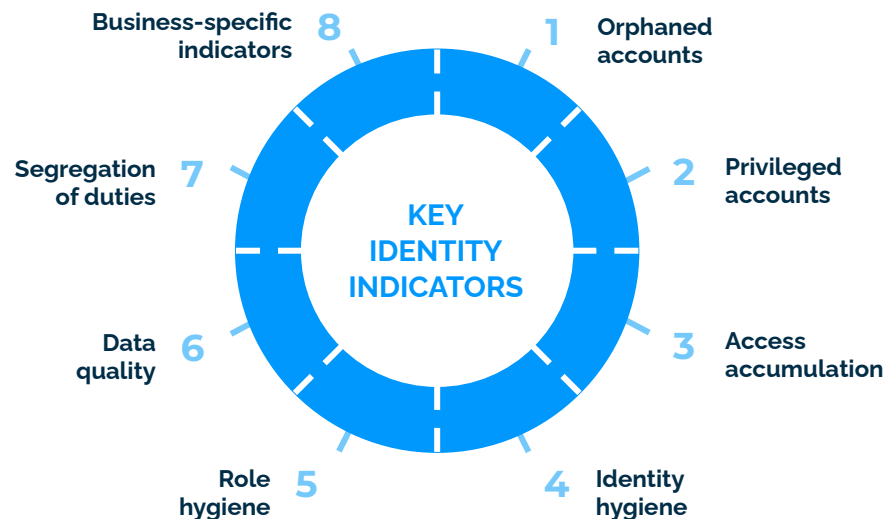 KEY
IDENTITY
INDICATORS
1
Orphaned
accounts
2
Privileged
accounts
3
Access
accumulation
4
Identity
hygiene
5
Role
hygiene
6
Data
quality
7
Segregation
of duties
8
Business-specific
indicators